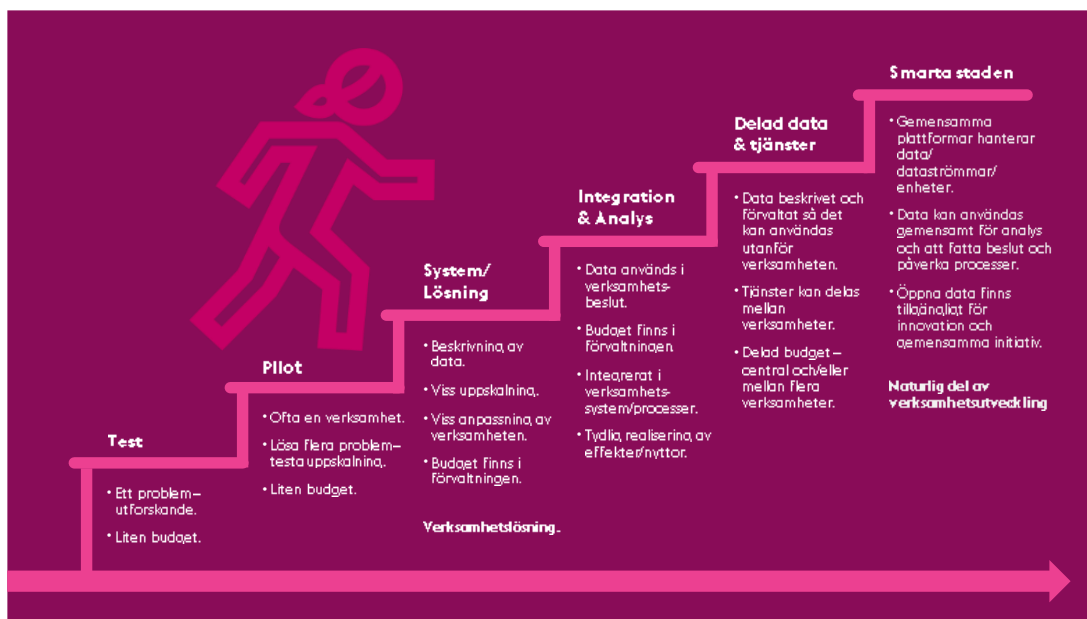 Test
• Ett problem–
utforskande.
• Liten budget.
Pilot
• Ofta en verksamhet.
• Lösa flera problem–
testa uppskalning.
• Liten budget.
System/
Lösning
• Beskrivning av
data.
• Viss uppskalning.
• Viss anpassning av
verksamheten.
• Budget finns i
förvaltningen.
Verksamhetslösning.
Integration
& Analys
• Data används i
verksamhets-
beslut.
• Budget finns i
förvaltningen
• Integrerat i
verksamhets-
system/processer.
• Tydlig realisering av
effekter/nyttor.
Delad data
& tjänster
• Data beskrivet och
förvaltat så det
kan användas
utanför
verksamheten.
• Tjänster kan delas
mellan
verksamheter.
• Delad budget–
central och/eller
mellan flera
verksamheter.
Smarta staden
• Gemensamma
plattformar hanterar
data/
dataströmmar/
enheter.
• Data kan användas
gemensamt för analys
och att fatta beslut och
påverka processer.
• Öppna data finns
tillgängligt för
innovation och
gemensamma initiativ.
Naturlig del av
verksamhetsutveckling